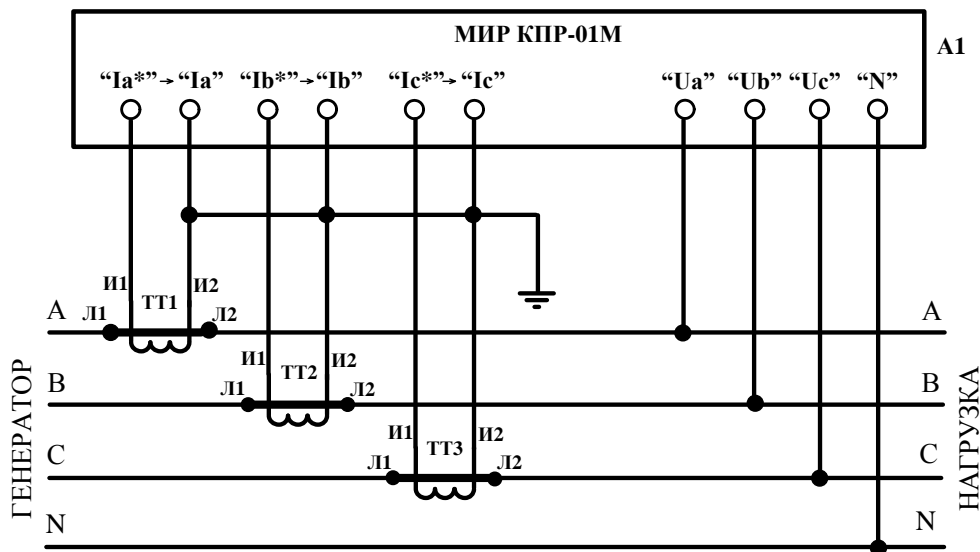 МИР КПР-01М
А1
“Ia*”→“Ia” “Ib*”→“Ib” “Ic*”→“Ic” “Ua” “Ub” “Uc” “N”
И1 И2
ТТ1
A Л1 Л2 A
И1 И2
ТТ2
B Л1 Л2 B
И1 И2
ТТ3
C Л1 Л2 C
N N
ГЕНЕРАТОР
НАГРУЗКА